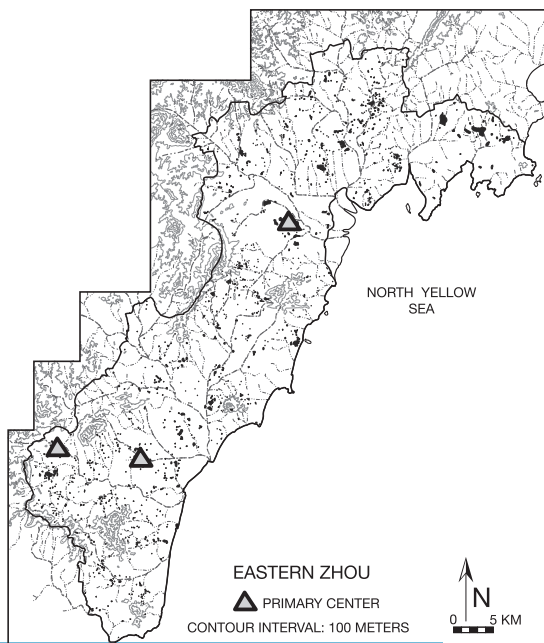 NORTH YELLOW
SEA
EASTERN ZHOU
PRIMARY CENTER
CONTOUR INTERVAL: 100 METERS
N
0 5 KM